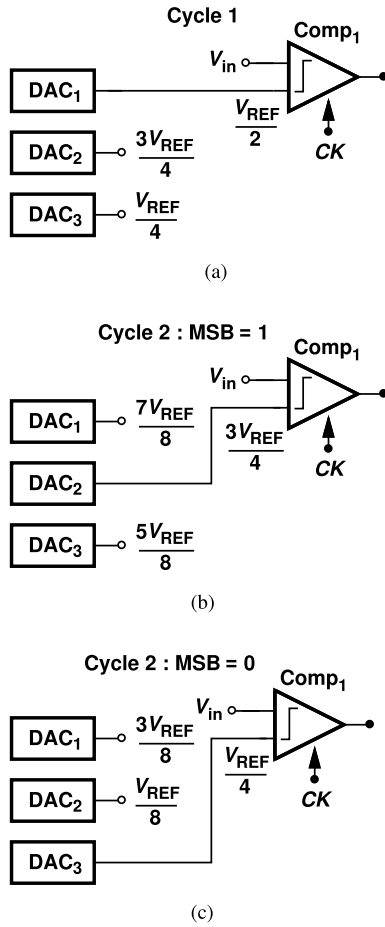 Cycle 1
Comp1
Vin
DAC1
VREF/2
CK
DAC2
3VREF/4
DAC3
VREF/4
(a)
Cycle 2 : MSB = 1
Comp1
Vin
DAC1
7VREF/8
3VREF/4
CK
DAC2
DAC3
5VREF/8
(b)
Cycle 2 : MSB = 0
Comp1
Vin
DAC1
3VREF/8
VREF/4
CK
DAC2
VREF/8
DAC3
(c)